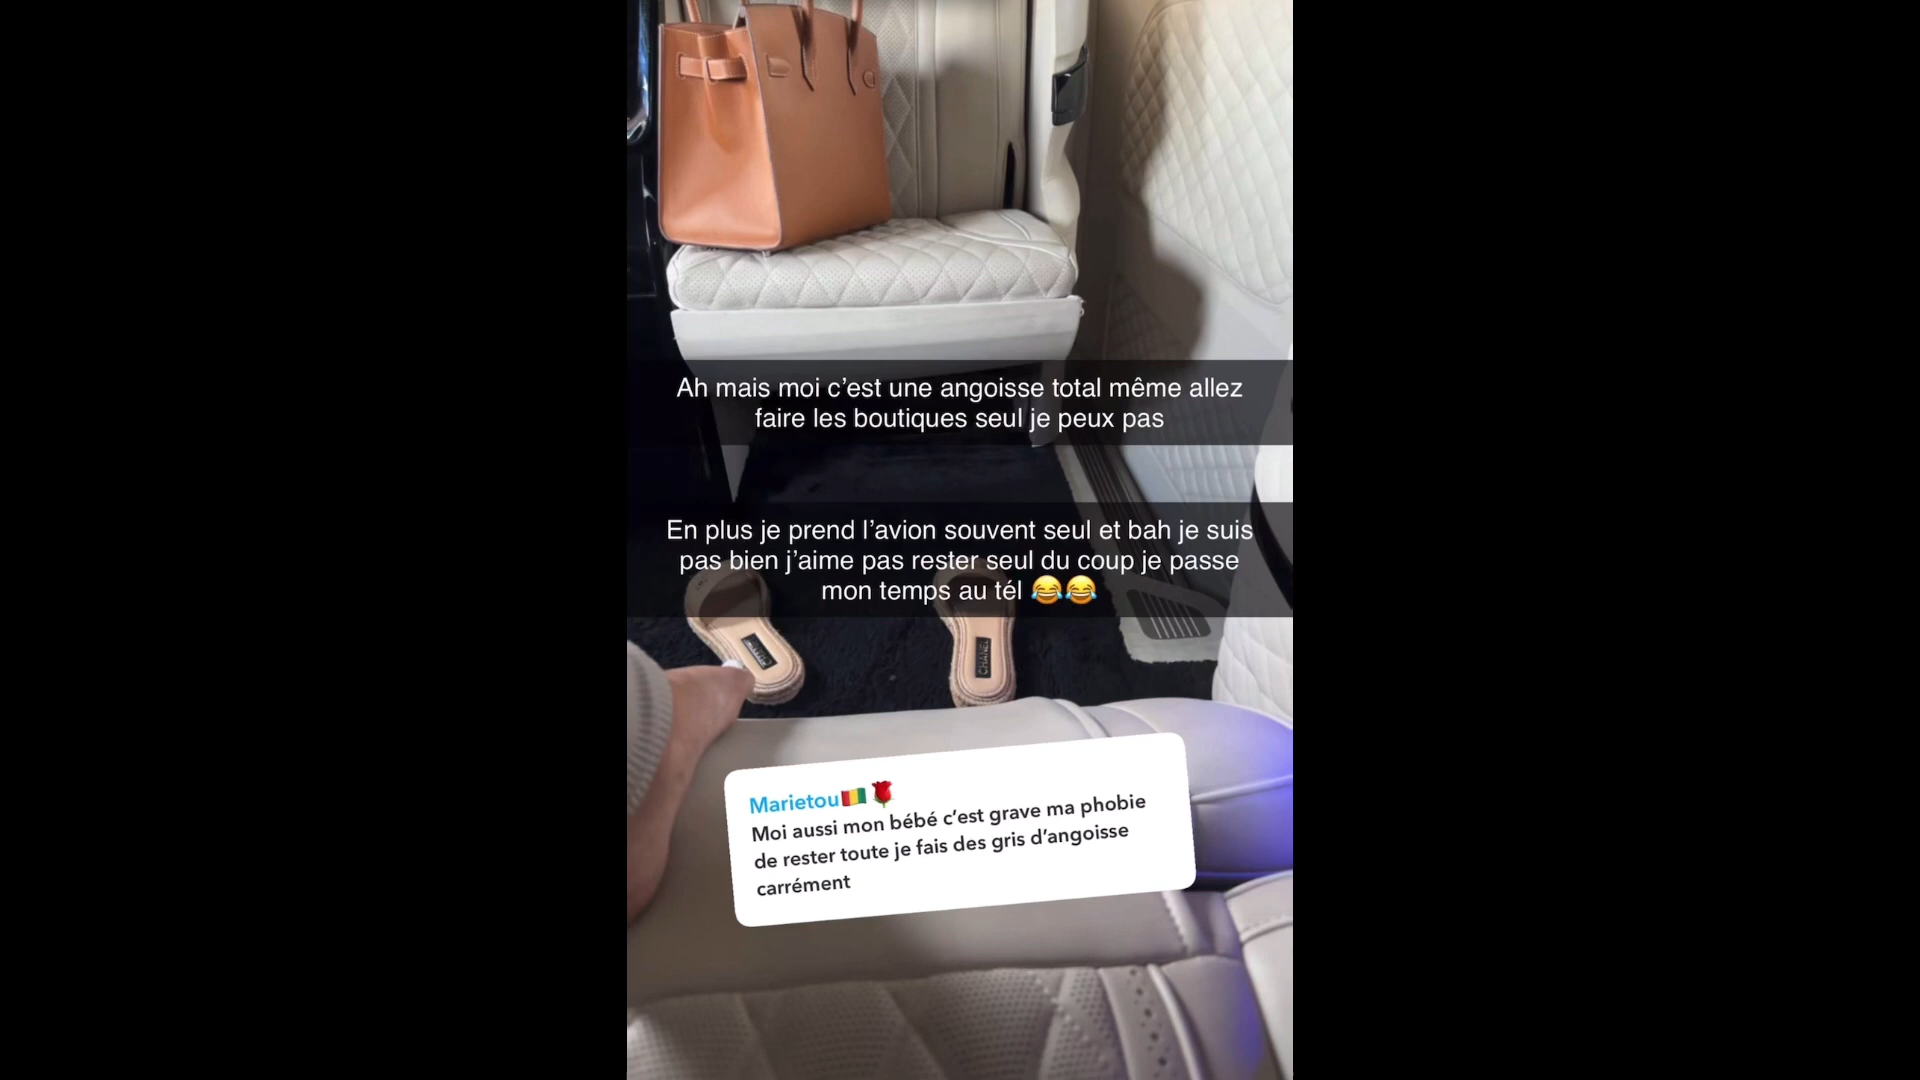 Ah mais moi c’est une angoisse total même allez
faire les boutiques seul je peux pas
En plus je prend l’avion souvent seul et bah je suis
pas bien j’aime pas rester seul du coup je passe
mon temps au tél 😂😂
CHANEL
Marietou🇬🇳🌹
Moi aussi mon bébé c’est grave ma phobie
de rester toute je fais des gris d’angoisse
carrément